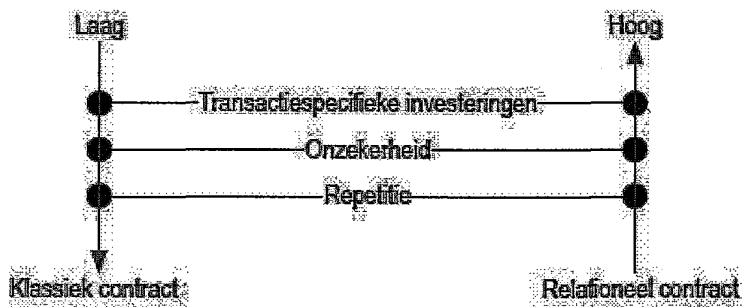 Laag Hoog
Transactiespecifieke investeringen
Onzekerheid
Repetitie
Klassiek contract Relationeel contract